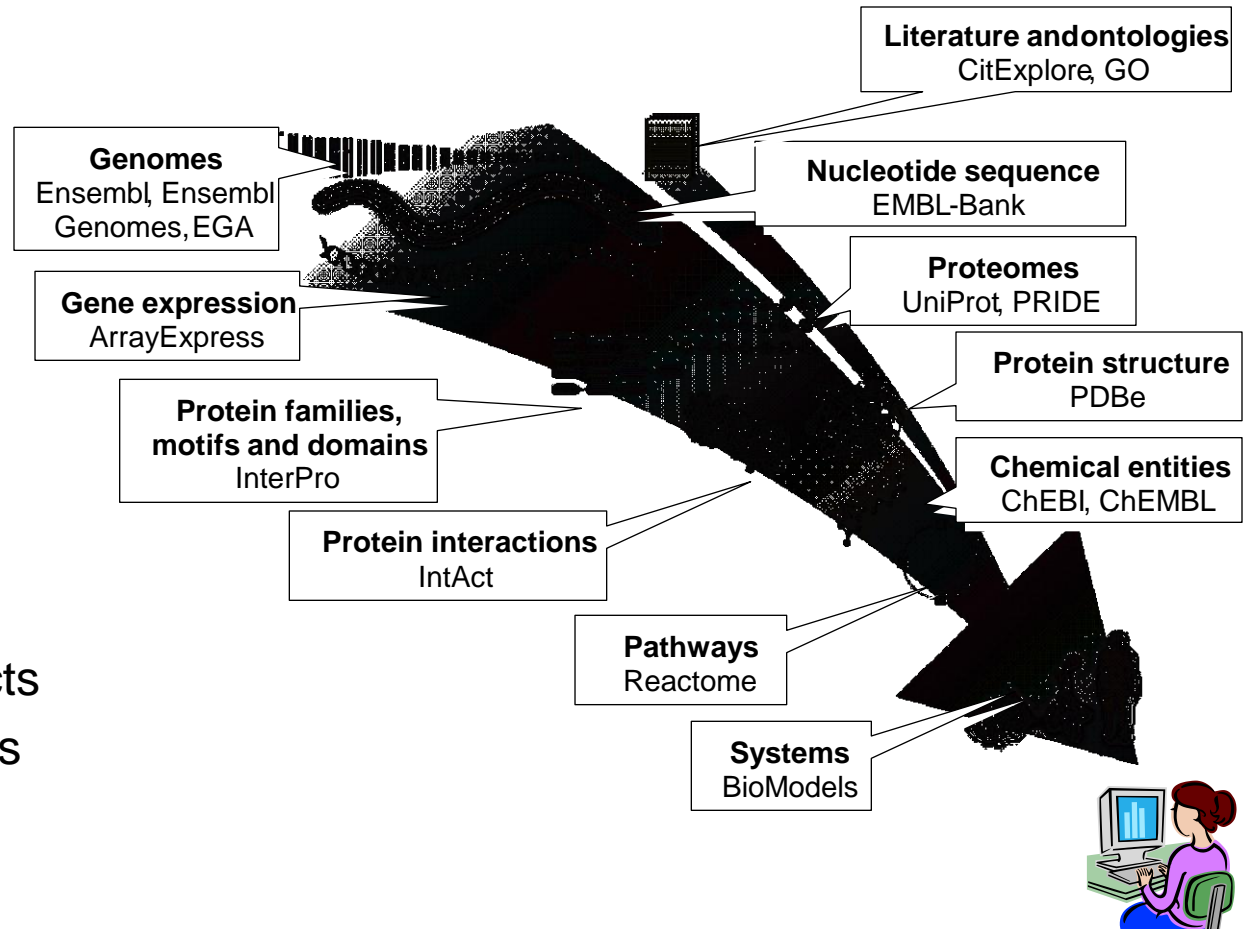 Literature andontologies
CitExplore, GO
Genomes
Ensembl, Ensembl
Genomes, EGA
Nucleotide sequence
EMBL-Bank
Proteomes
UniProt, PRIDE
Gene expression
ArrayExpress
Protein structure
PDBe
Protein families,
motifs and domains
InterPro
Chemical entities
ChEBI, ChEMBL
Protein interactions
IntAct
Pathways
Reactome
cts
s
Systems
BioModels